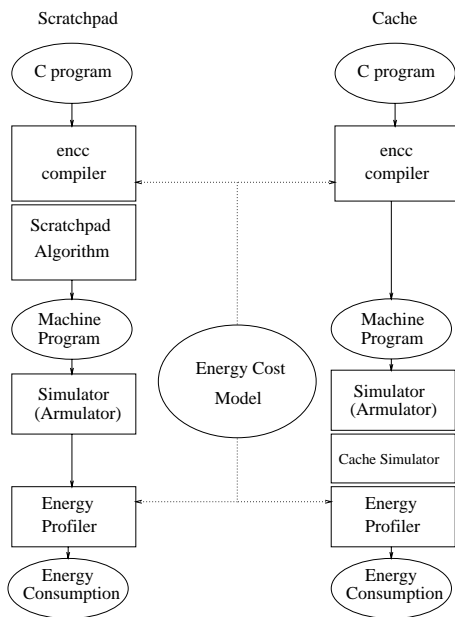 Scratchpad
Cache
C program
C program
encc
compiler
encc
compiler
Scratchpad
Algorithm
Machine
Program
Machine
Program
Energy Cost
Model
Simulator
(Armulator)
Simulator
(Armulator)
Cache Simulator
Energy
Profiler
Energy
Profiler
Energy
Consumption
Energy
Consumption